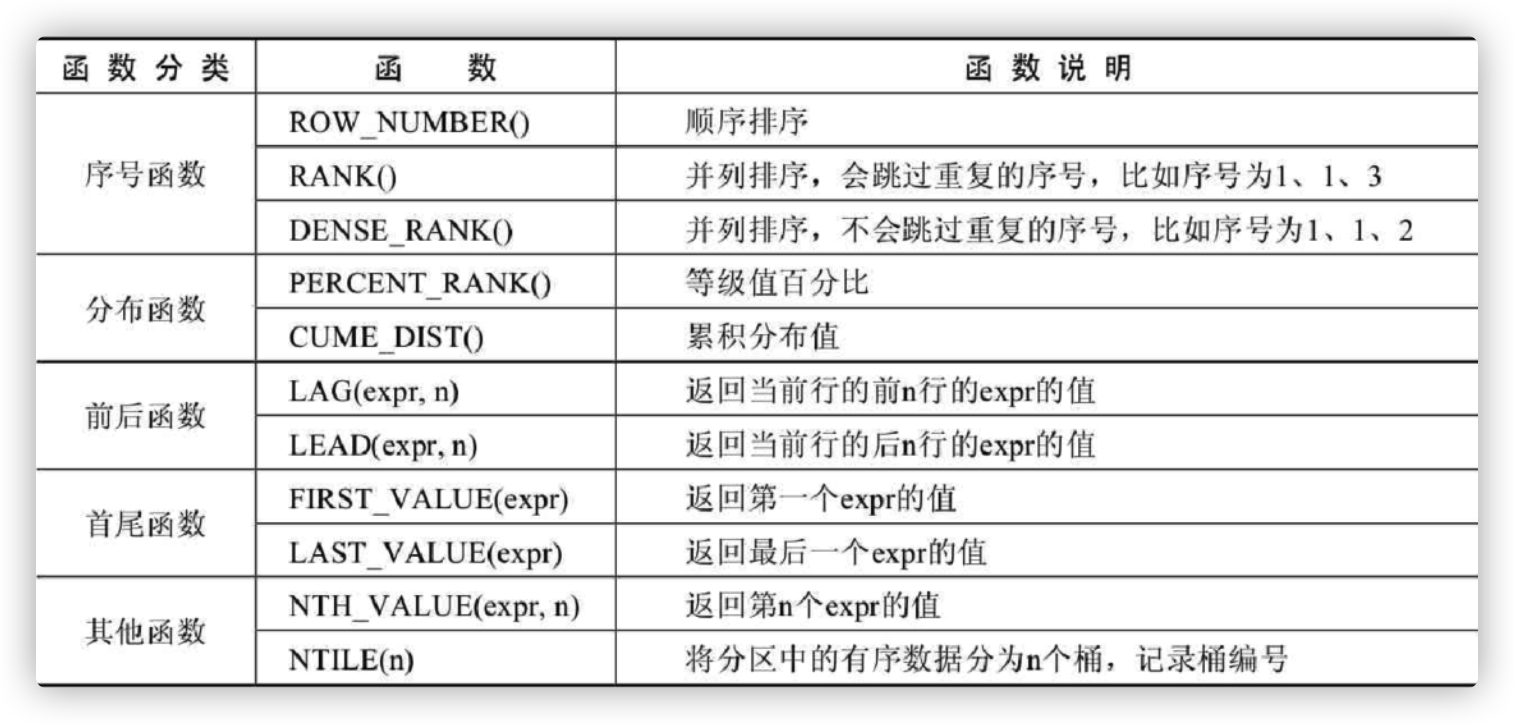 函数分类 函数 函数说明
序号函数 ROW_NUMBER() 顺序排序
RANK() 并列排序，会跳过重复的序号，比如序号为1、1、3
DENSE_RANK() 并列排序，不会跳过重复的序号，比如序号为1、1、2
分布函数 PERCENT_RANK() 等级值百分比
CUME_DIST() 累积分布值
前后函数 LAG(expr, n) 返回当前行的前n行的expr的值
LEAD(expr, n) 返回当前行的后n行的expr的值
首尾函数 FIRST_VALUE(expr) 返回第一个expr的值
LAST_VALUE(expr) 返回最后一个expr的值
其他函数 NTH_VALUE(expr, n) 返回第n个expr的值
NTILE(n) 将分区中的有序数据分为n个桶，记录桶编号